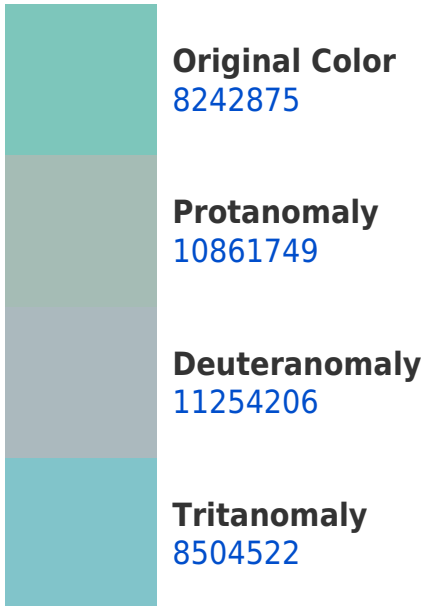 Original Color
8242875
Protanomaly
10861749
Deuteranomaly
11254206
Tritanomaly
8504522